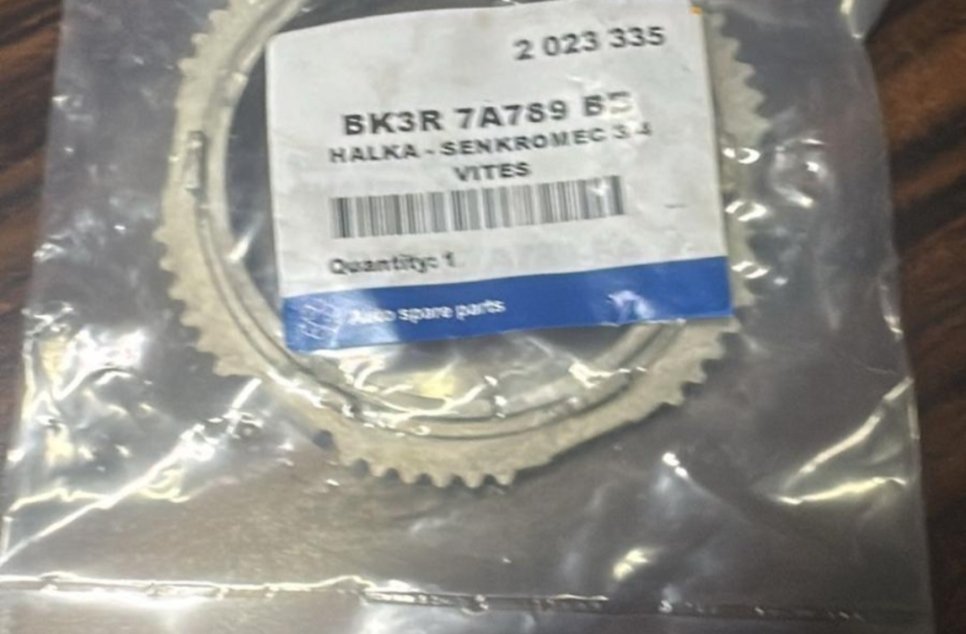 2 023 335
BK3R 7A789
HALKA - SENKROMEC 3/4
VITES
Quantity: 1
Auto spare parts